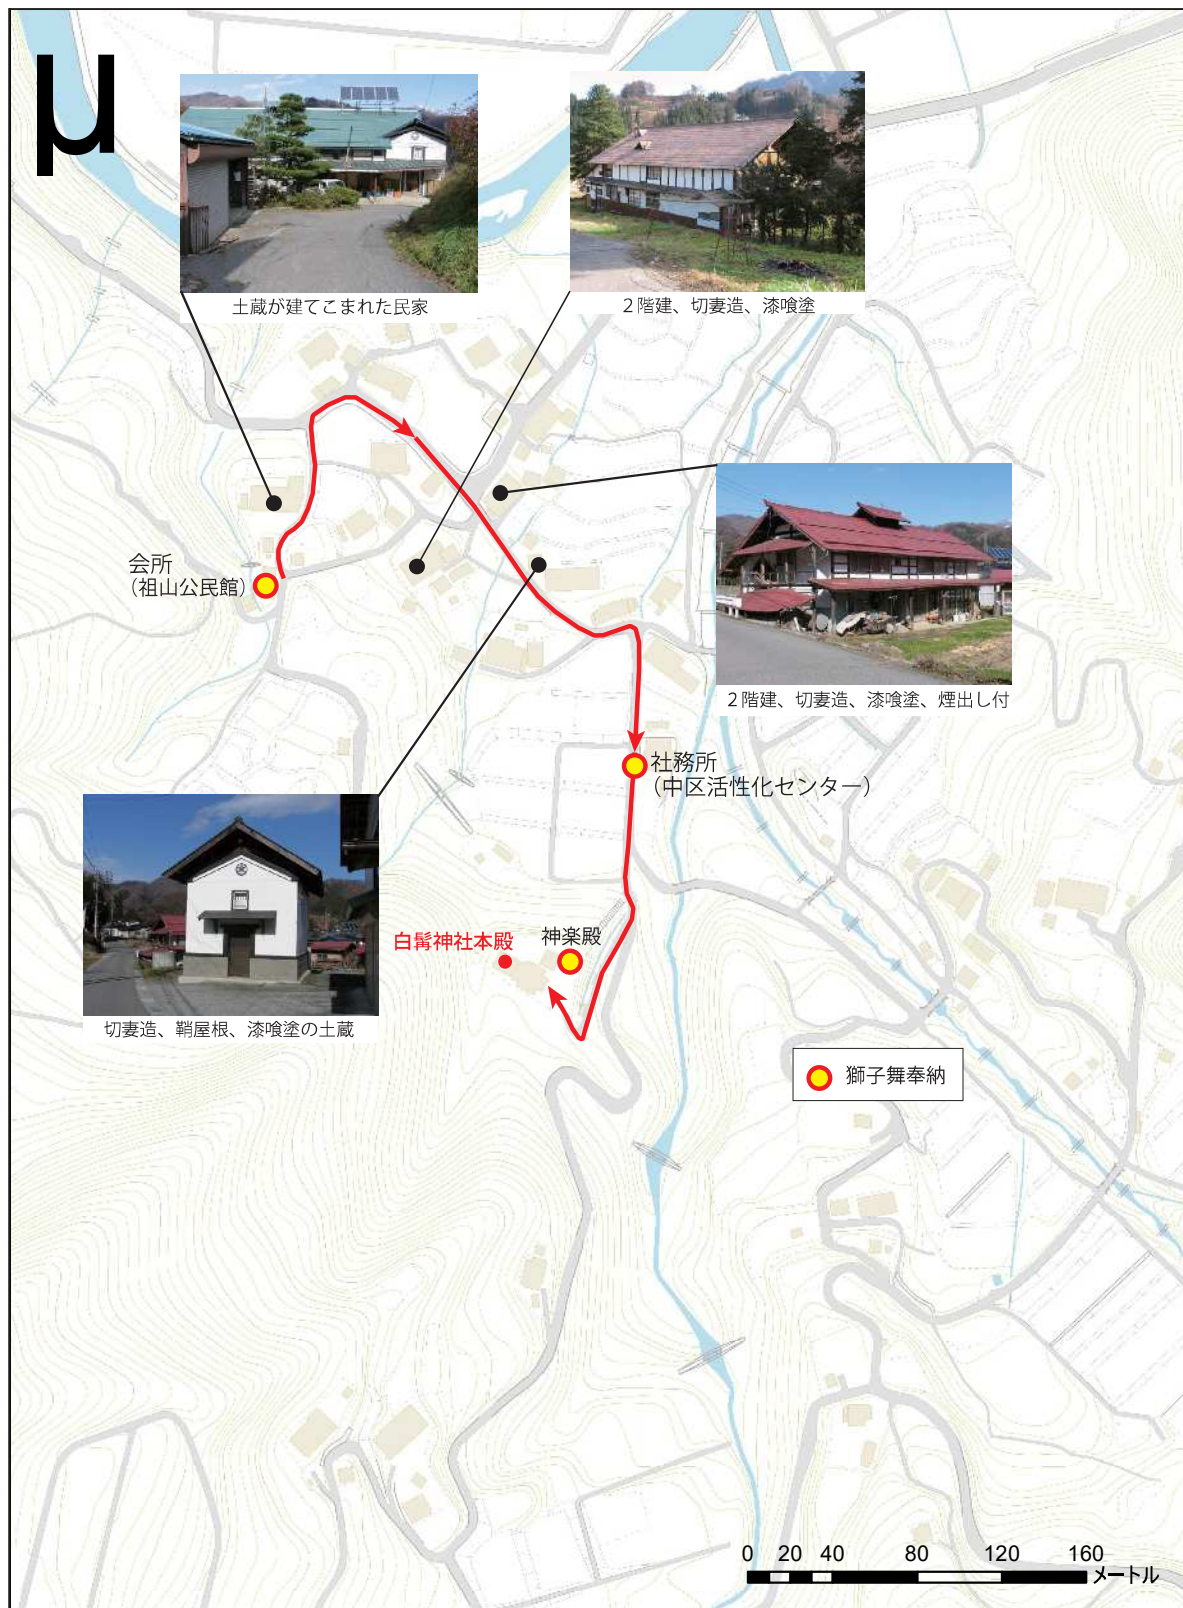 μ
土蔵が建てこまれた民家
２階建、切妻造、漆喰塗
会所
（祖山公民館）
２階建、切妻造、漆喰塗、煙出し付
社務所
（中区活性化センター）
白髯神社本殿
神楽殿
切妻造、鞘屋根、漆喰塗の土蔵
獅子舞奉納
0 20 40 80 120 160
メートル